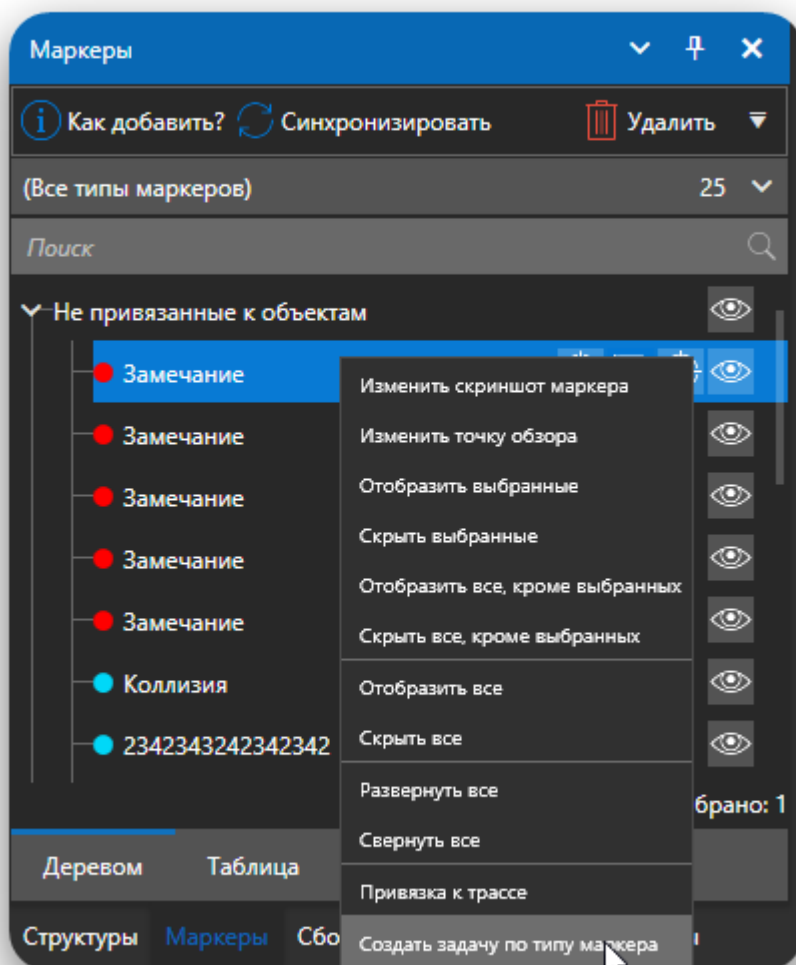 Маркеры
Как добавить? Синхронизировать Удалить
(Все типы маркеров) 25
Поиск
Не привязанные к объектам
Замечание
Замечание
Замечание
Замечание
Замечание
Коллизия
2342343242342342
Изменить скриншот маркера
Изменить точку обзора
Отобразить выбранные
Скрыть выбранные
Отобразить все, кроме выбранных
Скрыть все, кроме выбранных
Отобразить все
Скрыть все
Развернуть все
Свернуть все
Привязка к трассе
Создать задачу по типу маркера
брано: 1
Деревом Таблица
Структуры Маркеры Сбо